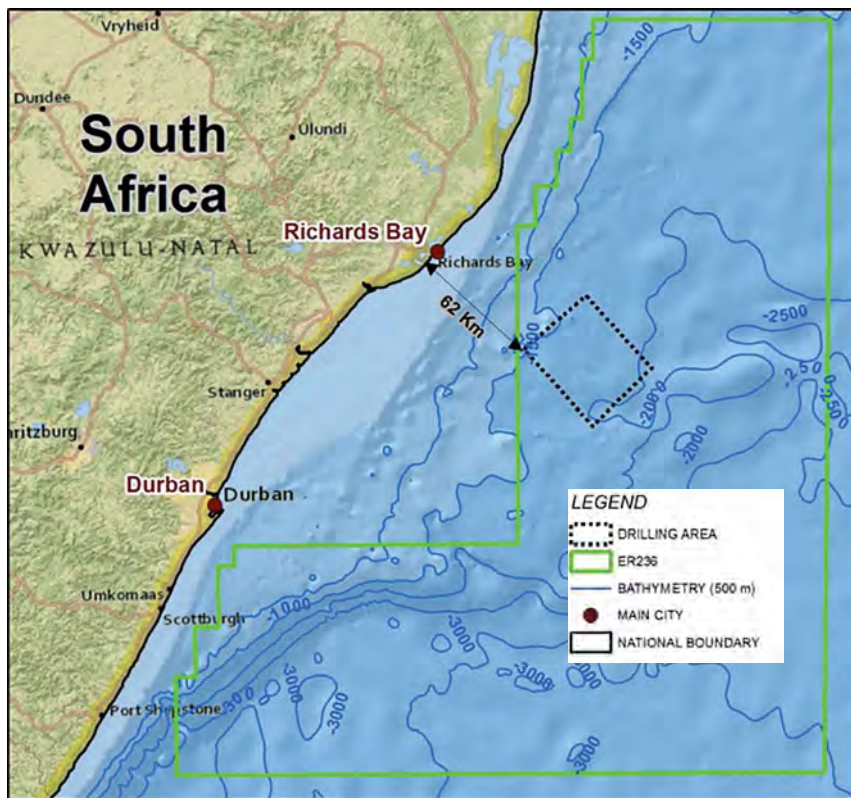 Vryheid
-1500
Dundee
Ulundi
South
Africa
KWAZULU-NATAL
Richards Bay
Richards Bay
62 Km
-2500
Stanger
-2000
-2000
ritzburg
Durban
Durban
LEGEND
DRILLING AREA
ER236
BATHYMETRY (500 m)
MAIN CITY
NATIONAL BOUNDARY
Umkomaas
Scottburgh
-1000
-3000
-3000
-3000
-3000
-3000
Port Shepstone